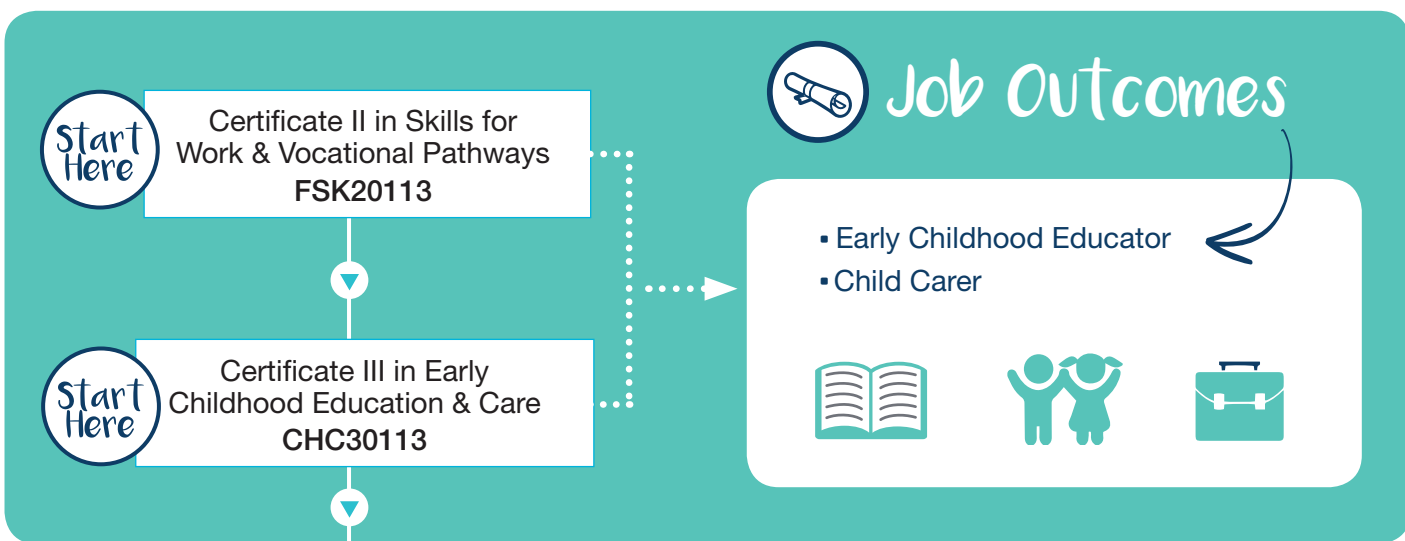 Start
Here
Certificate II in Skills for
Work & Vocational Pathways
FSK20113
Start
Here
Certificate III in Early
Childhood Education & Care
CHC30113
Job Outcomes
▪ Early Childhood Educator
▪ Child Carer